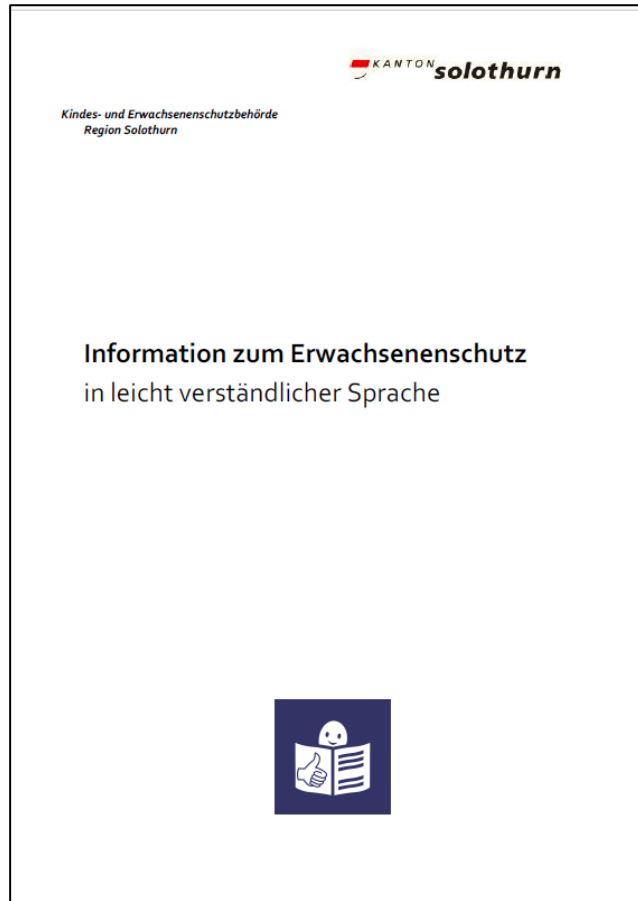 KANTON solothurn
Kindes- und Erwachsenenschutzbehörde
Region Solothurn
Information zum Erwachsenenschutz
in leicht verständlicher Sprache